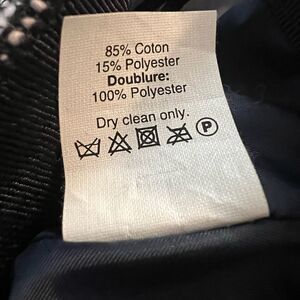 85% Coton
15% Polyester
Doublure:
100% Polyester
Dry clean only.
P